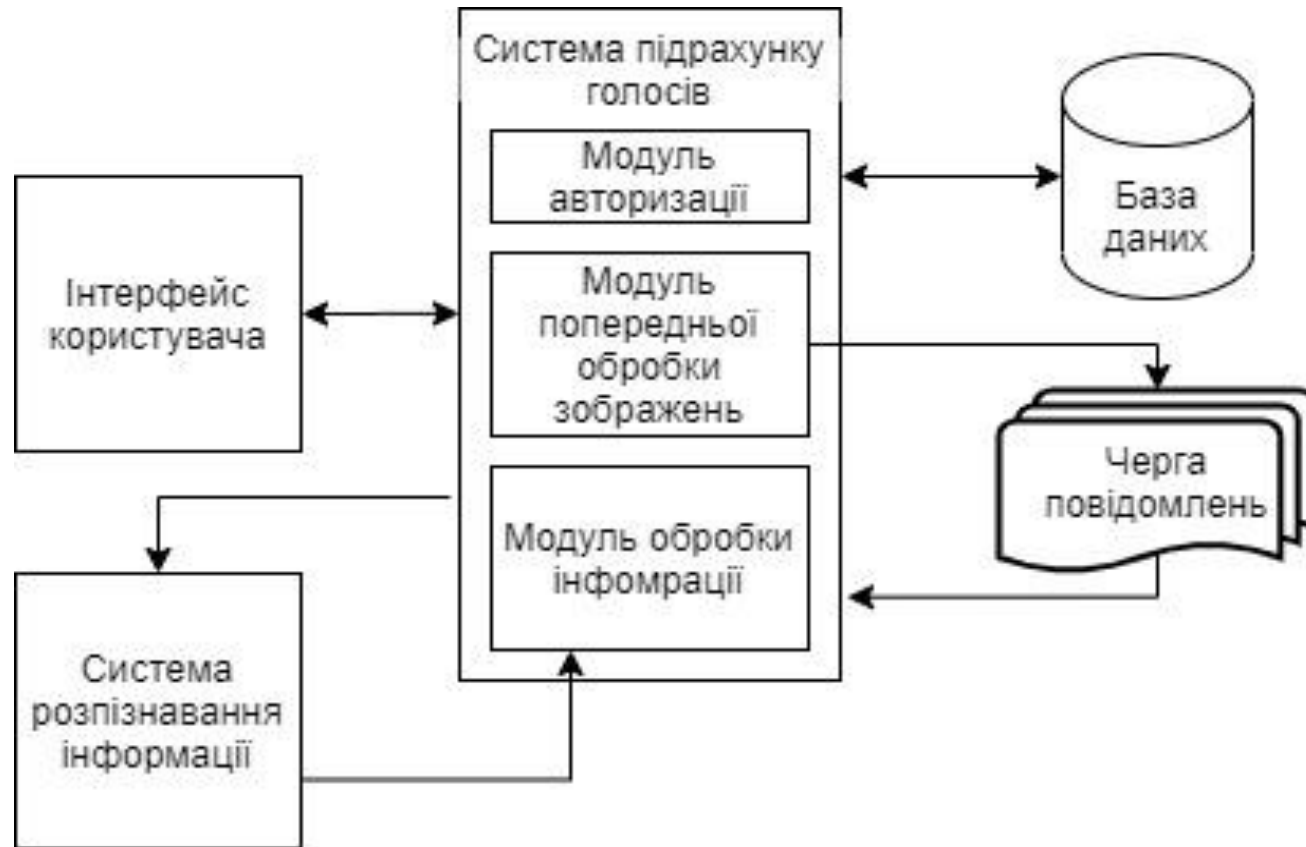 Система підрахунку
голосів
Модуль
авторизації
База
даних
Інтерфейс
користувача
Модуль
попередньої
обробки
зображень
Черга
повідомлень
Модуль обробки
інфомрації
Система
розпізнавання
інформації